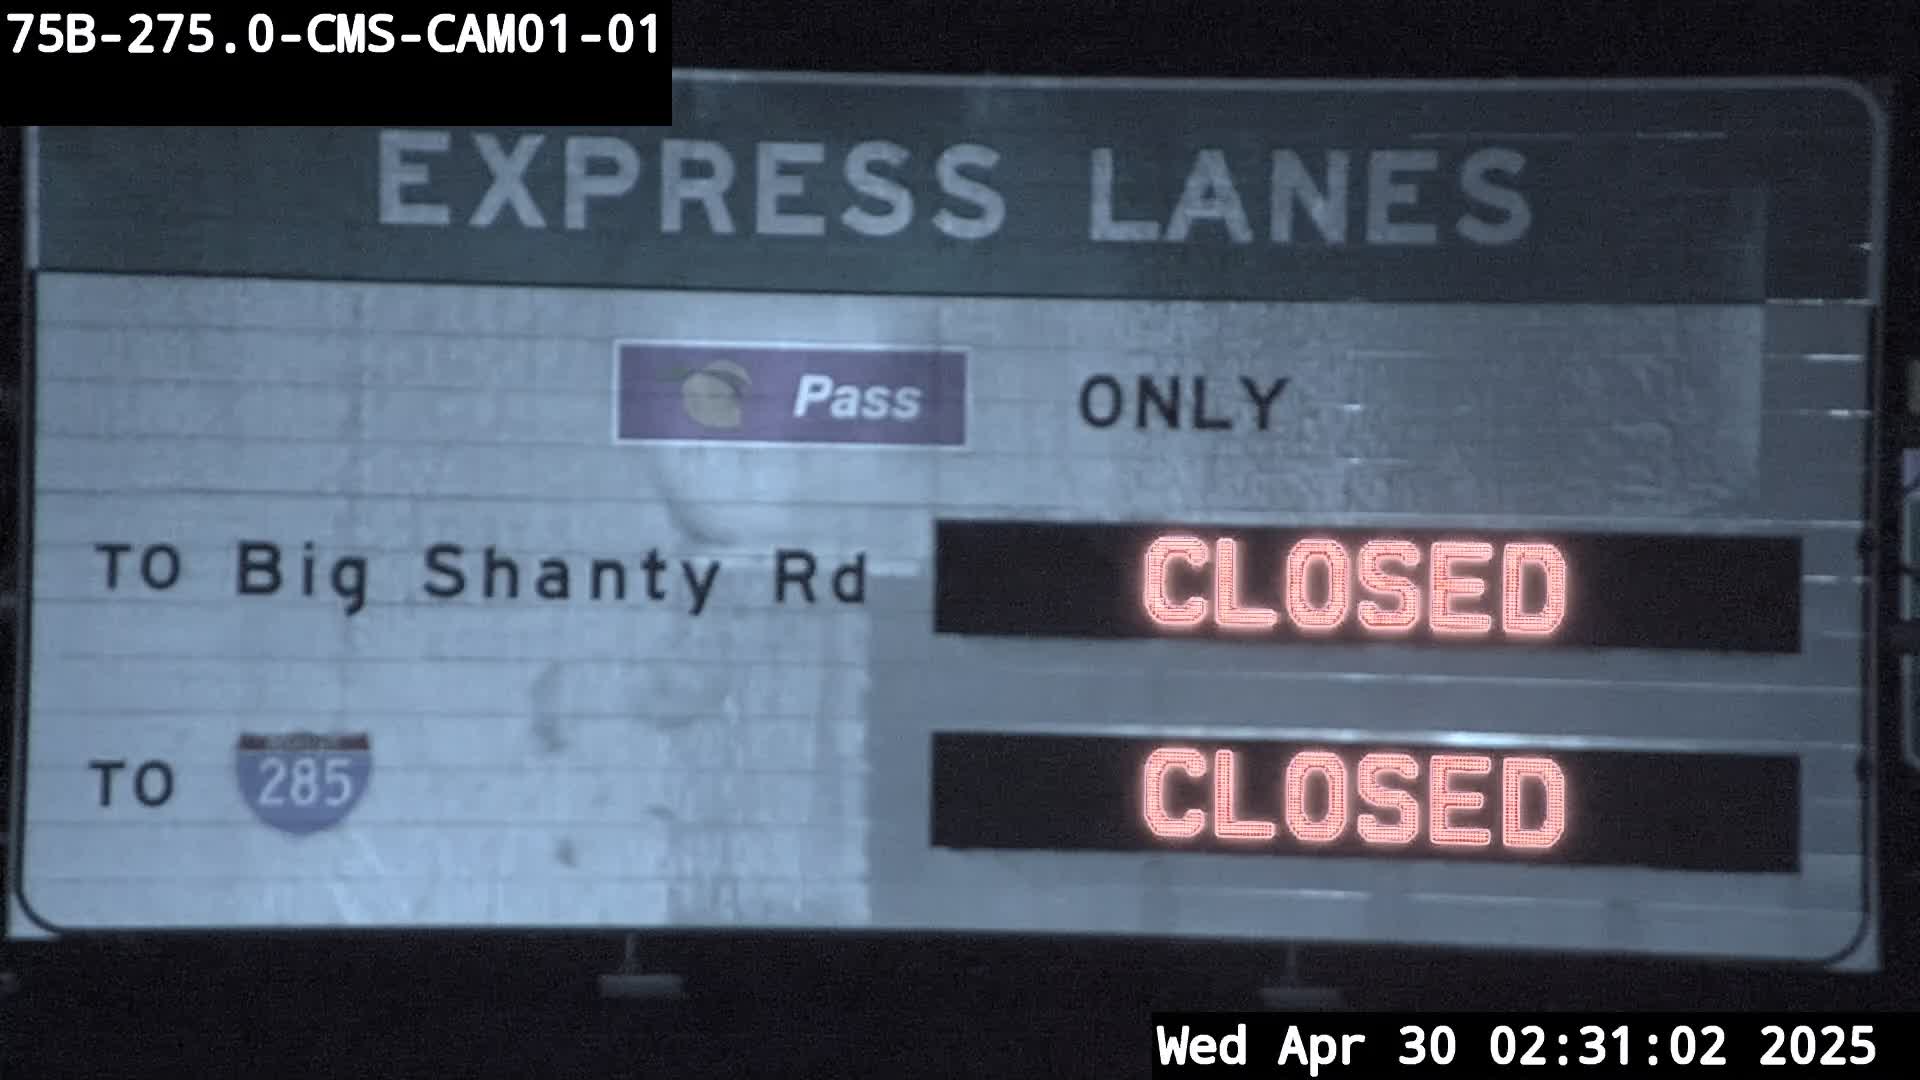 75B-275.0-CMS-CAM01-01
EXPRESS LANES
Pass ONLY
TO Big Shanty Rd CLOSED
TO 285 CLOSED
Wed Apr 30 02:31:02 2025